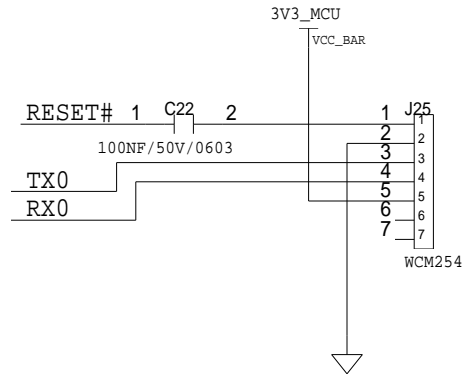 3V3_MCU
VCC_BAR
RESET# 1 C22 2 1 J25 1
100NF/50V/0603
2 2
3 3
TX0 4 4
RX0 5 5
6 6
7 7
WCM254